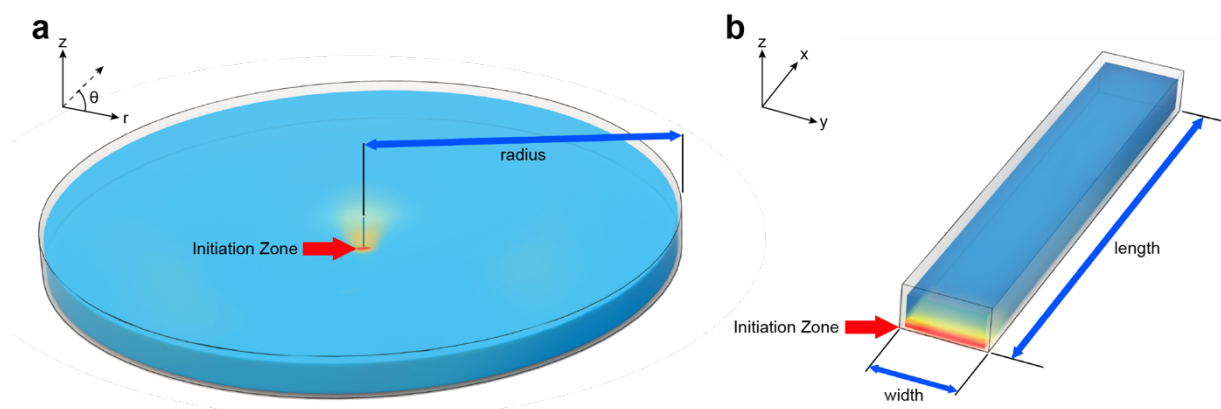 a
z
θ
r
radius
Initiation Zone
b
z
x
y
length
Initiation Zone
width